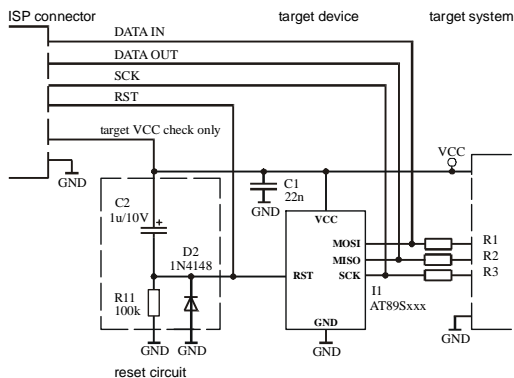 ISP connector target device target system
DATA IN
DATA OUT
SCK
RST
target VCC check only
VCC
GND
C1
22n
GND
C2
1u/10V
+
VCC
D2
1N4148
MOSI R1
MISO R2
RST SCK R3
R11
100k
I1
AT89Sxxx
GND
GND GND GND GND
reset circuit